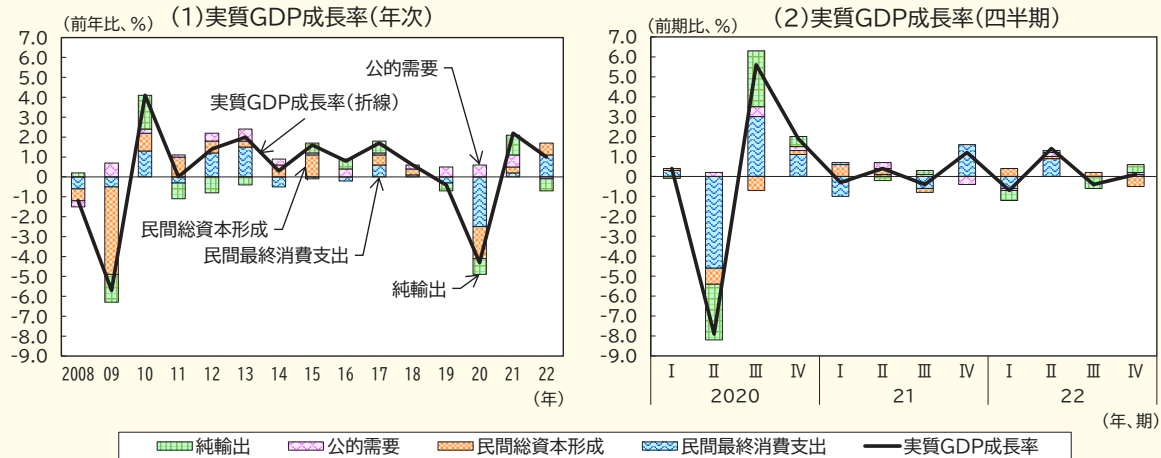 (1)実質GDP成長率(年次)
(前年比、%)
7.0
6.0
5.0
4.0
3.0
2.0
1.0
0.0
-1.0
-2.0
-3.0
-4.0
-5.0
-6.0
-7.0
-8.0
-9.0
公的需要
実質GDP成長率(折線)
民間総資本形成
民間最終消費支出
純輸出
2008 09 10 11 12 13 14 15 16 17 18 19 20 21 22
(年)
(2)実質GDP成長率(四半期)
(前期比、%)
7.0
6.0
5.0
4.0
3.0
2.0
1.0
0.0
-1.0
-2.0
-3.0
-4.0
-5.0
-6.0
-7.0
-8.0
-9.0
Ⅰ Ⅱ Ⅲ Ⅳ Ⅰ Ⅱ Ⅲ Ⅳ Ⅰ Ⅱ Ⅲ Ⅳ
2020 21 22
(年、期)
純輸出 公的需要 民間総資本形成 民間最終消費支出 実質GDP成長率